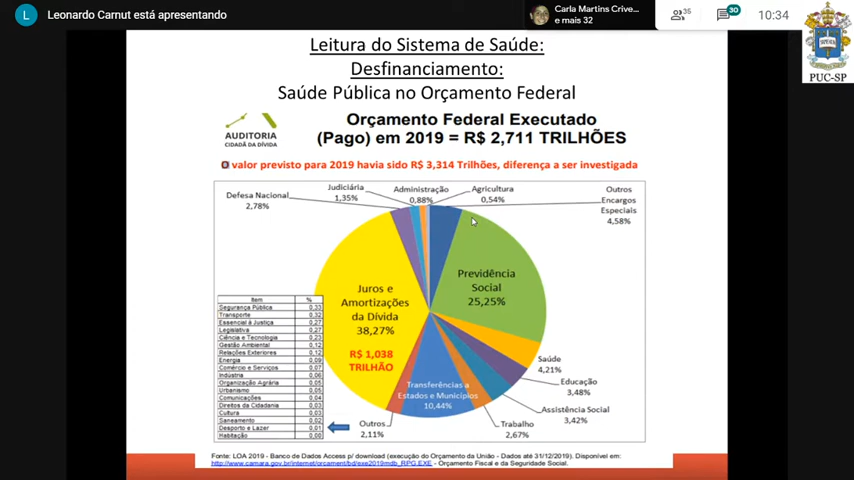 L Leonardo Carnut está apresentando
Carla Martins Crive...
e mais 32
35
30
10:34
PUC-SP
Leitura do Sistema de Saúde:
Desfinanciamento:
Saúde Pública no Orçamento Federal
AUDITORIA
CIDADÃ DA DÍVIDA
Orçamento Federal Executado
(Pago) em 2019 = R$ 2,711 TRILHÕES
O valor previsto para 2019 havia sido R$ 3,314 Trilhões, diferença a ser investigada
Defesa Nacional
2,78%
Judiciária
1,35%
Administração
0,88%
Agricultura
0,54%
Outros
Encargos
Especiais
4,58%
Previdência
Social
25,25%
Juros e
Amortizações
da Dívida
38,27%
R$ 1,038
TRILHÃO
Saúde
4,21%
Educação
3,48%
Assistência Social
3,42%
Trabalho
2,67%
Transferências a
Estados e Municípios
10,44%
Outros
2,11%
Item %
Segurança Pública 0,33
Transporte 0,32
Essencial à Justiça 0,27
Legislativa 0,27
Ciência e Tecnologia 0,23
Gestão Ambiental 0,12
Relações Exteriores 0,12
Energia 0,09
Comércio e Serviços 0,07
Indústria 0,06
Organização Agrária 0,05
Urbanismo 0,05
Comunicações 0,04
Direitos da Cidadania 0,03
Cultura 0,03
Saneamento 0,02
Desporto e Lazer 0,01
Habitação 0,00
Fonte: LOA 2019 - Banco de Dados Access p/ download (execução do Orçamento da União - Dados até 31/12/2019). Disponível em:
http://www.camara.gov.br/internet/orcament/bd/exe2019mdb_RPG.EXE - Orçamento Fiscal e da Seguridade Social.